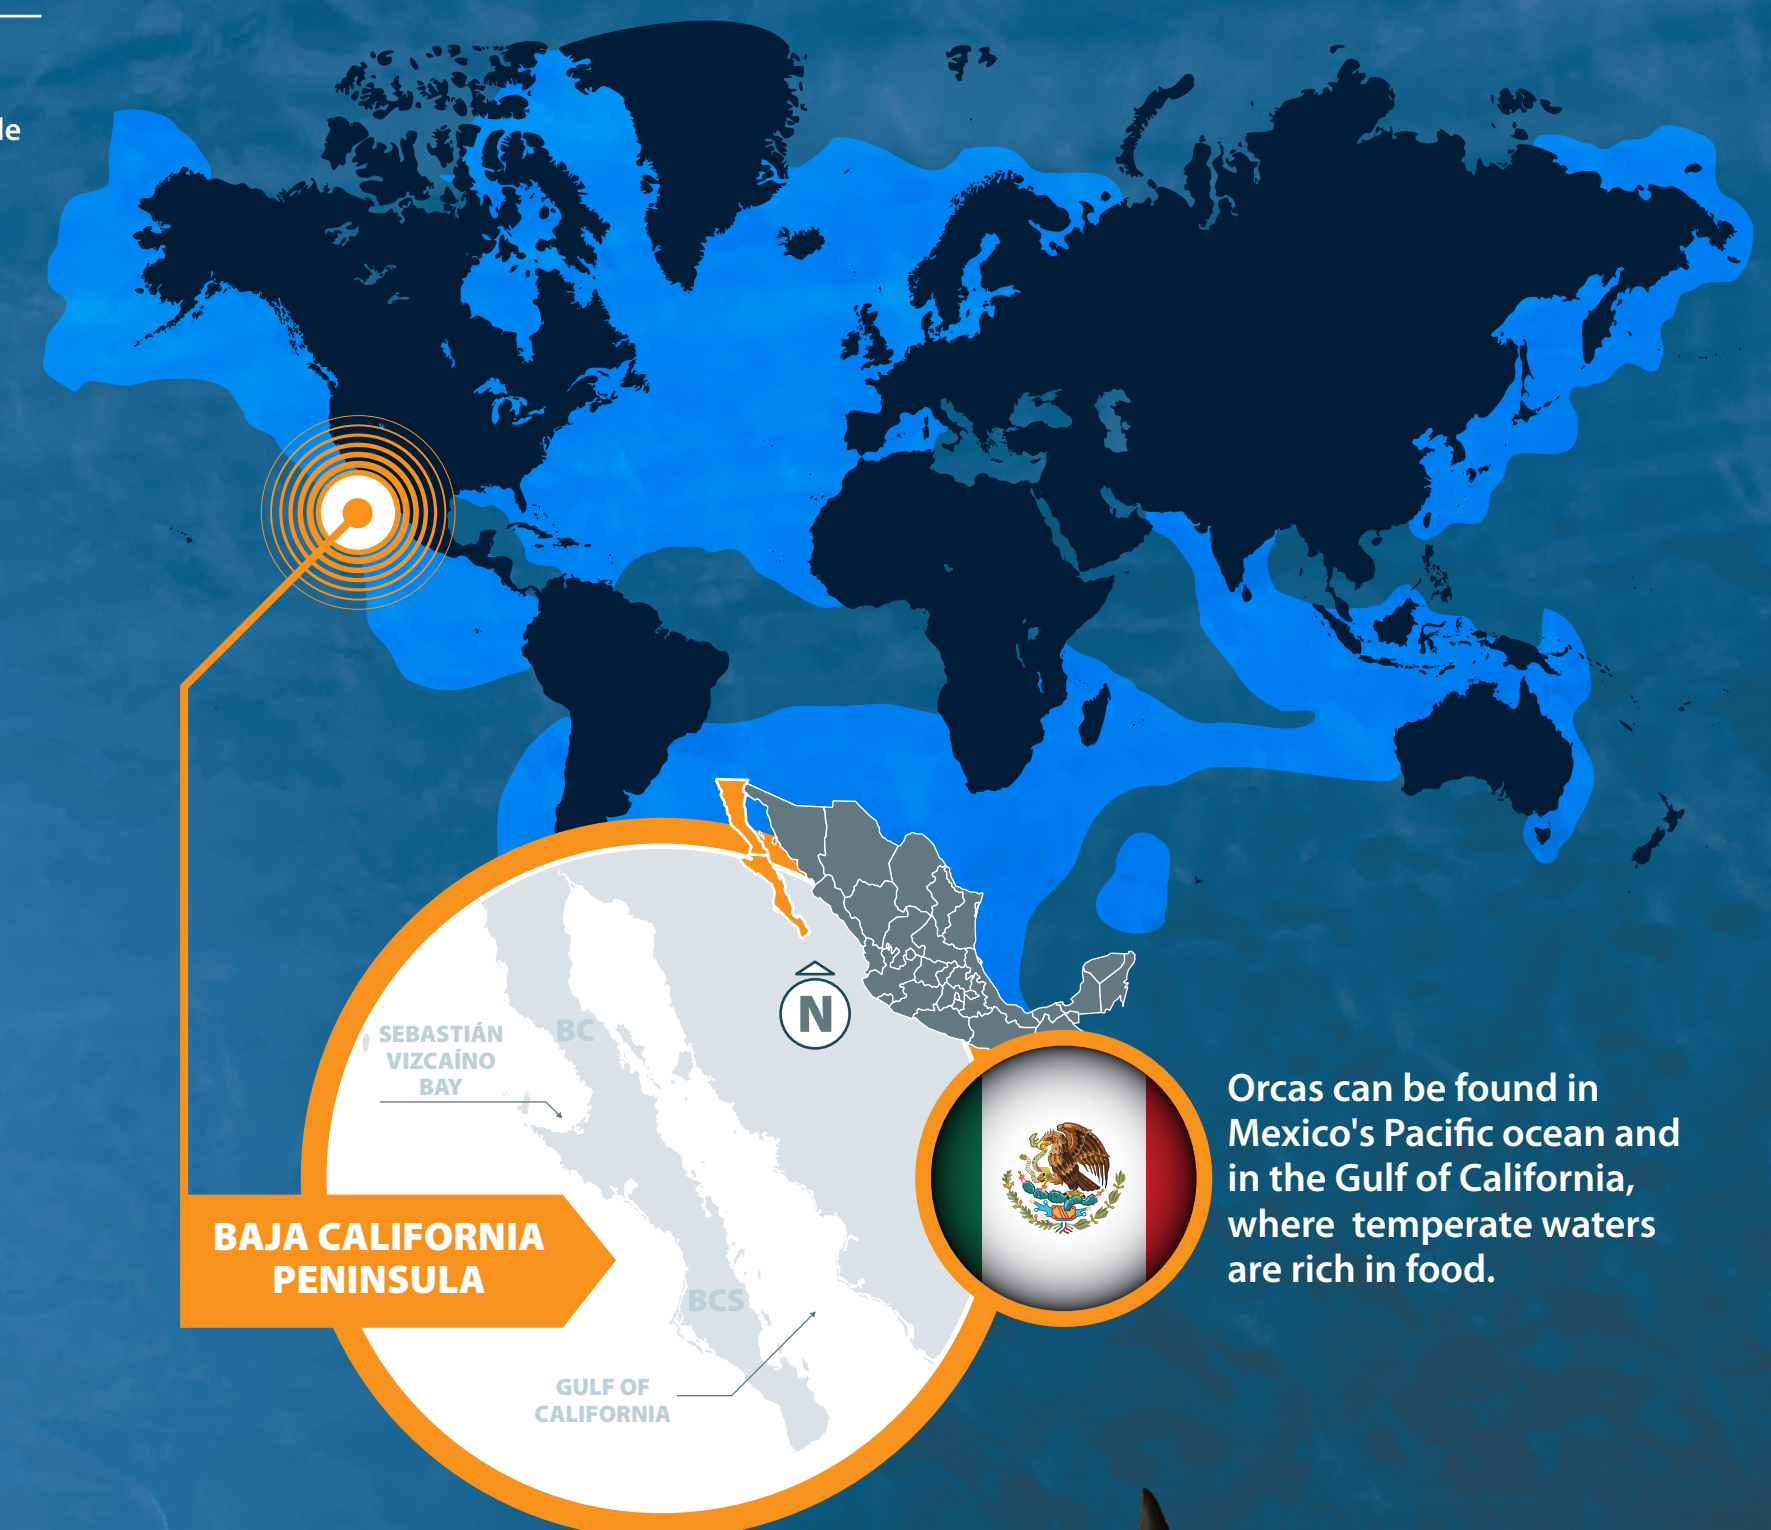 N
SEBASTIÁN
VIZCAÍNO
BAY
BC
BAJA CALIFORNIA
PENINSULA
BCS
GULF OF
CALIFORNIA
Orcas can be found in
Mexico's Pacific ocean and
in the Gulf of California,
where temperate waters
are rich in food.